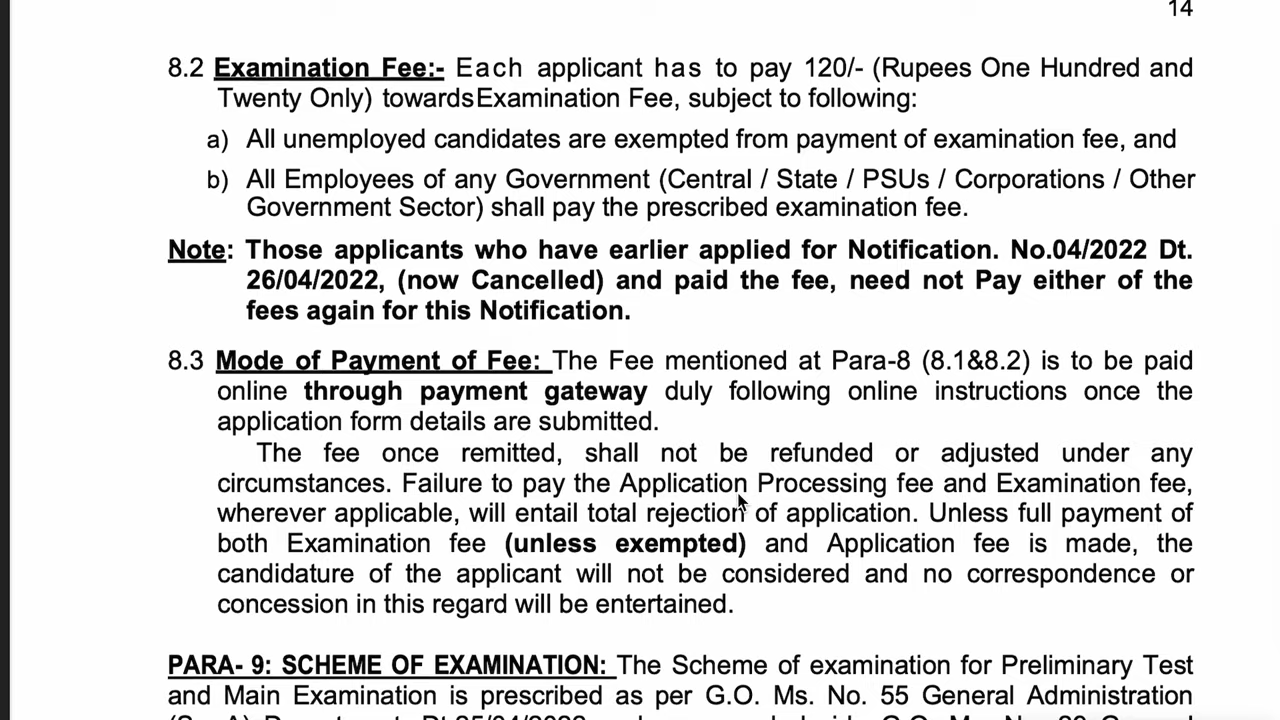 14
8.2 Examination Fee:- Each applicant has to pay 120/- (Rupees One Hundred and
Twenty Only) towardsExamination Fee, subject to following:
a) All unemployed candidates are exempted from payment of examination fee, and
b) All Employees of any Government (Central / State / PSUs / Corporations / Other
Government Sector) shall pay the prescribed examination fee.
Note: Those applicants who have earlier applied for Notification. No.04/2022 Dt.
26/04/2022, (now Cancelled) and paid the fee, need not Pay either of the
fees again for this Notification.
8.3 Mode of Payment of Fee: The Fee mentioned at Para-8 (8.1&8.2) is to be paid
online through payment gateway duly following online instructions once the
application form details are submitted.
The fee once remitted, shall not be refunded or adjusted under any
circumstances. Failure to pay the Application Processing fee and Examination fee,
wherever applicable, will entail total rejection of application. Unless full payment of
both Examination fee (unless exempted) and Application fee is made, the
candidature of the applicant will not be considered and no correspondence or
concession in this regard will be entertained.
PARA- 9: SCHEME OF EXAMINATION: The Scheme of examination for Preliminary Test
and Main Examination is prescribed as per G.O. Ms. No. 55 General Administration